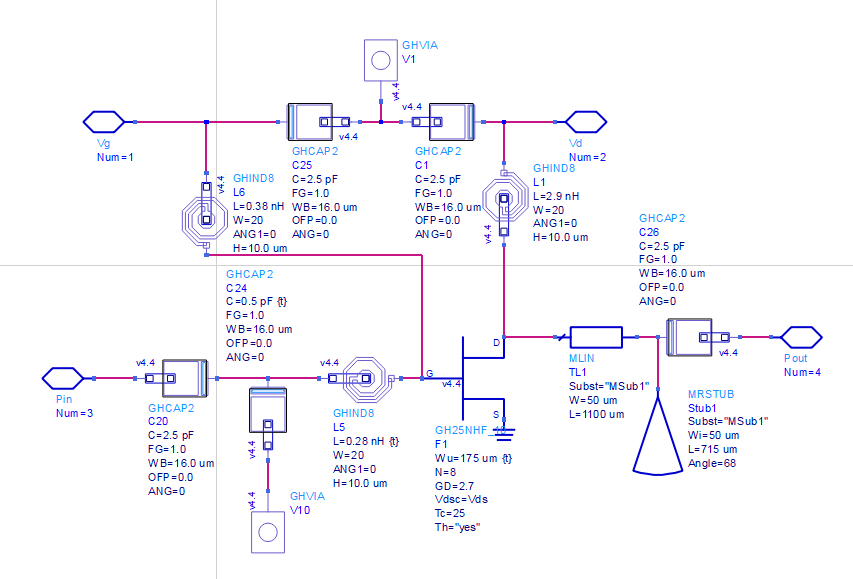 GHVIA
V1
v4.4
v4.4
v4.4
Vg
Num=1
GHCAP2
C25
C=2.5 pF
FG=1.0
WB=16.0 um
OFP=0.0
ANG=0
GHCAP2
C1
C=2.5 pF
FG=1.0
WB=16.0 um
OFP=0.0
ANG=0
Vd
Num=2
v4.4
GHIND8
L6
L=0.38 nH
W=20
ANG1=0
H=10.0 um
GHIND8
L1
L=2.9 nH
W=20
ANG1=0
H=10.0 um
v4.4
GHCAP2
C26
C=2.5 pF
FG=1.0
WB=16.0 um
OFP=0.0
ANG=0
v4.4
GHCAP2
C24
C=0.5 pF {t}
FG=1.0
WB=16.0 um
OFP=0.0
ANG=0
v4.4
Pin
Num=3
v4.4
GHCAP2
C20
C=2.5 pF
FG=1.0
WB=16.0 um
OFP=0.0
ANG=0
v4.4
GHIND8
L5
L=0.28 nH {t}
W=20
ANG1=0
H=10.0 um
v4.4
GHVIA
V10
D
G
v4.4
S
GH25NHF_
F1
Wu=175 um {t}
N=8
GD=2.7
Vdsc=Vds
Tc=25
Th="yes"
MLIN
TL1
Subst="MSub1"
W=50 um
L=1100 um
MRSTUB
Stub1
Subst="MSub1"
Wi=50 um
L=715 um
Angle=68
Pout
Num=4